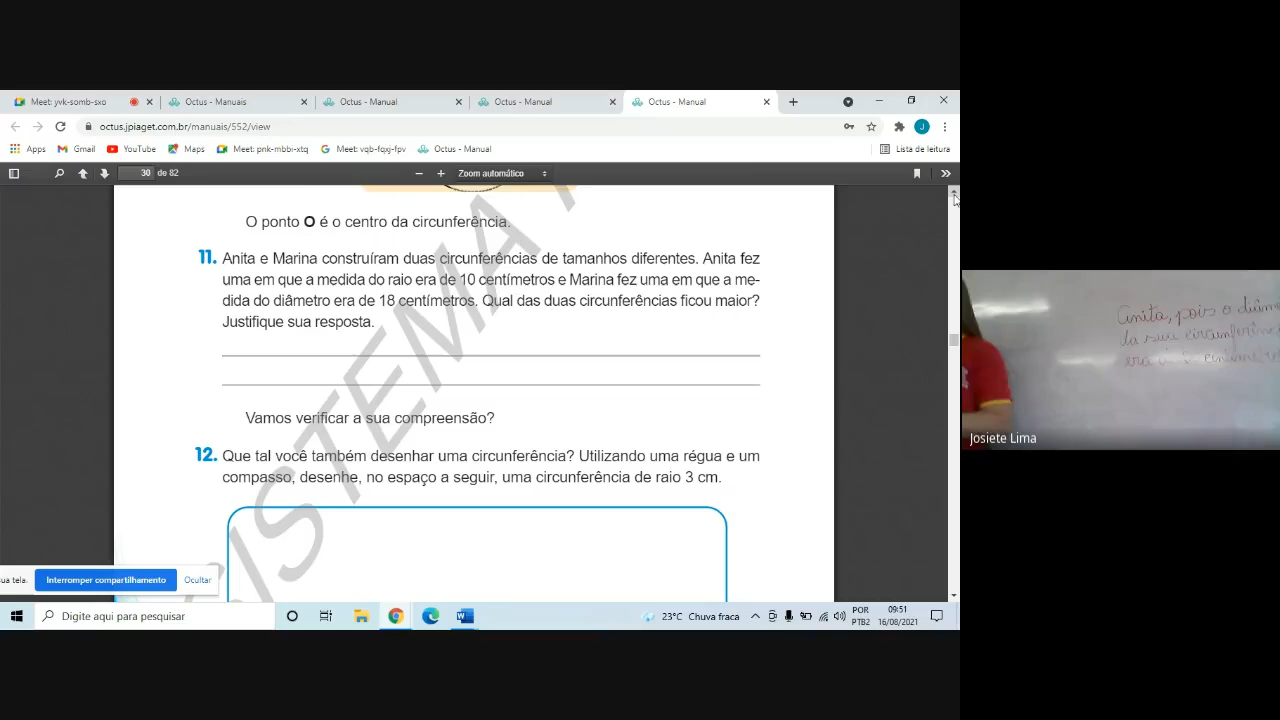 Meet: yvk-somb-sxo
Octus - Manuais
Octus - Manual
Octus - Manual
Octus - Manual
octus.jpiaget.com.br/manuais/552/view
Apps
Gmail
YouTube
Maps
Meet: pnk-mbbi-xtq
Meet: vqb-fqxj-fpv
Octus - Manual
Lista de leitura
30 de 82
Zoom automático
O ponto O é o centro da circunferência.
11. Anita e Marina construíram duas circunferências de tamanhos diferentes. Anita fez
uma em que a medida do raio era de 10 centímetros e Marina fez uma em que a me-
dida do diâmetro era de 18 centímetros. Qual das duas circunferências ficou maior?
Justifique sua resposta.
Vamos verificar a sua compreensão?
12. Que tal você também desenhar uma circunferência? Utilizando uma régua e um
compasso, desenhe, no espaço a seguir, uma circunferência de raio 3 cm.
SISTEMA
sua tela.
Interromper compartilhamento
Ocultar
Digite aqui para pesquisar
23°C Chuva fraca
POR
PTB2
09:51
16/08/2021
J
Anita, pois o diâm
da sua circunferên
era
Josiete Lima